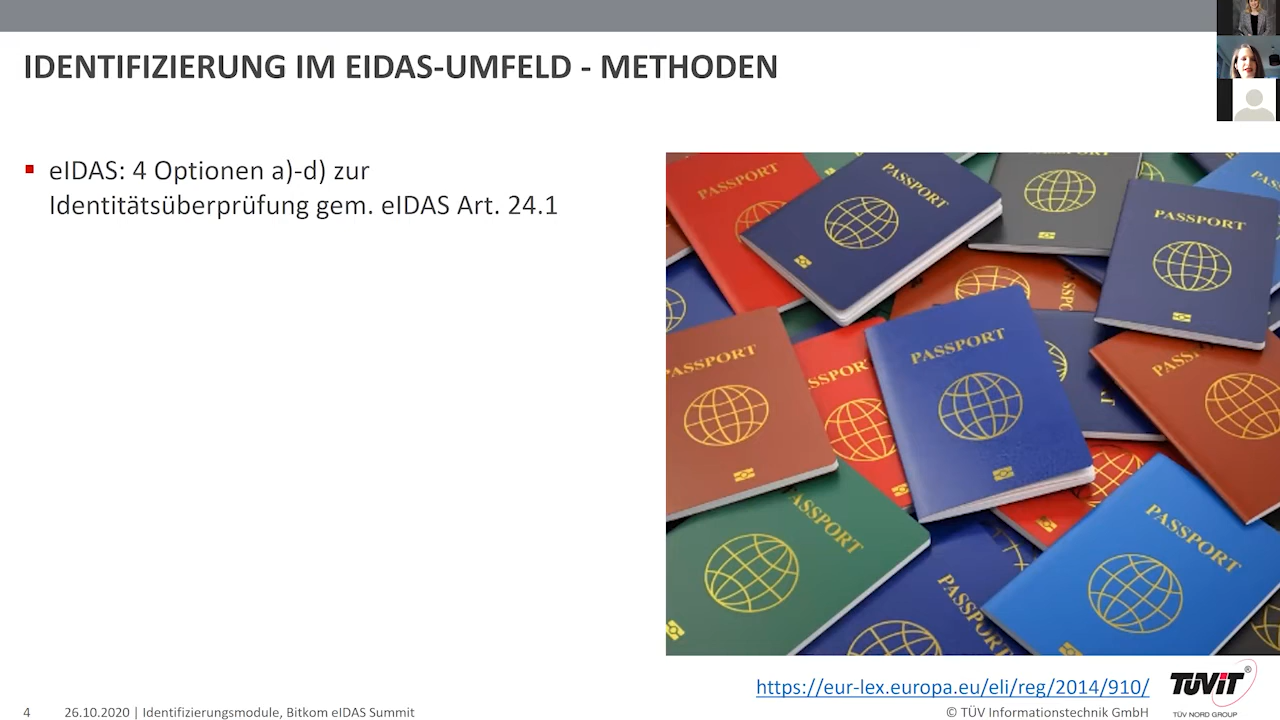 IDENTIFIZIERUNG IM EIDAS-UMFELD - METHODEN
eIDAS: 4 Optionen a)-d) zur
Identitätsüberprüfung gem. eIDAS Art. 24.1
PASSPORT
PASSPORT
PASSPORT
PASSPORT
PASSPORT
SSPORT
PASSPORT
PASSPORT
PASSPORT
https://eur-lex.europa.eu/eli/reg/2014/910/
TÜViT®
TÜV NORD GROUP
4
26.10.2020 | Identifizierungsmodule, Bitkom eIDAS Summit
© TÜV Informationstechnik GmbH